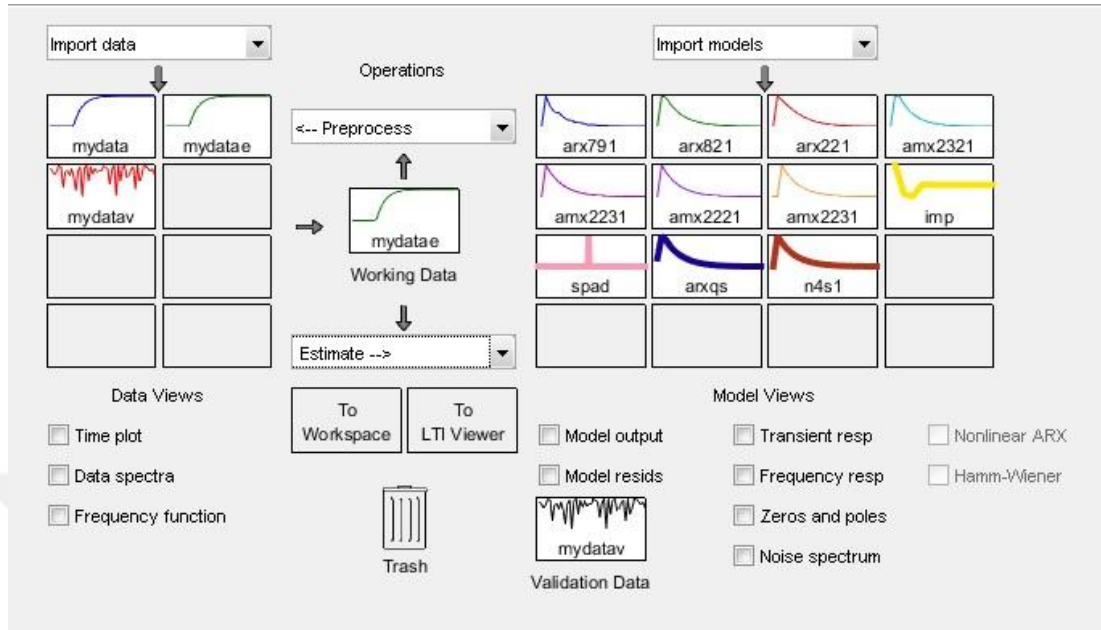 Import data
Import models
Operations
mydata
mydatae
<-- Preprocess
arx791
arx821
arx221
amx2321
mydatav
mydatae
Working Data
amx2231
amx2221
amx2231
imp
spad
arxqs
n4s1
Estimate -->
Data Views
Model Views
To
Workspace
To
LTI Viewer
Time plot
Data spectra
Frequency function
Model output
Transient resp
Nonlinear ARX
Model resids
Frequency resp
Hamm-Wiener
Zeros and poles
Noise spectrum
Trash
mydatav
Validation Data